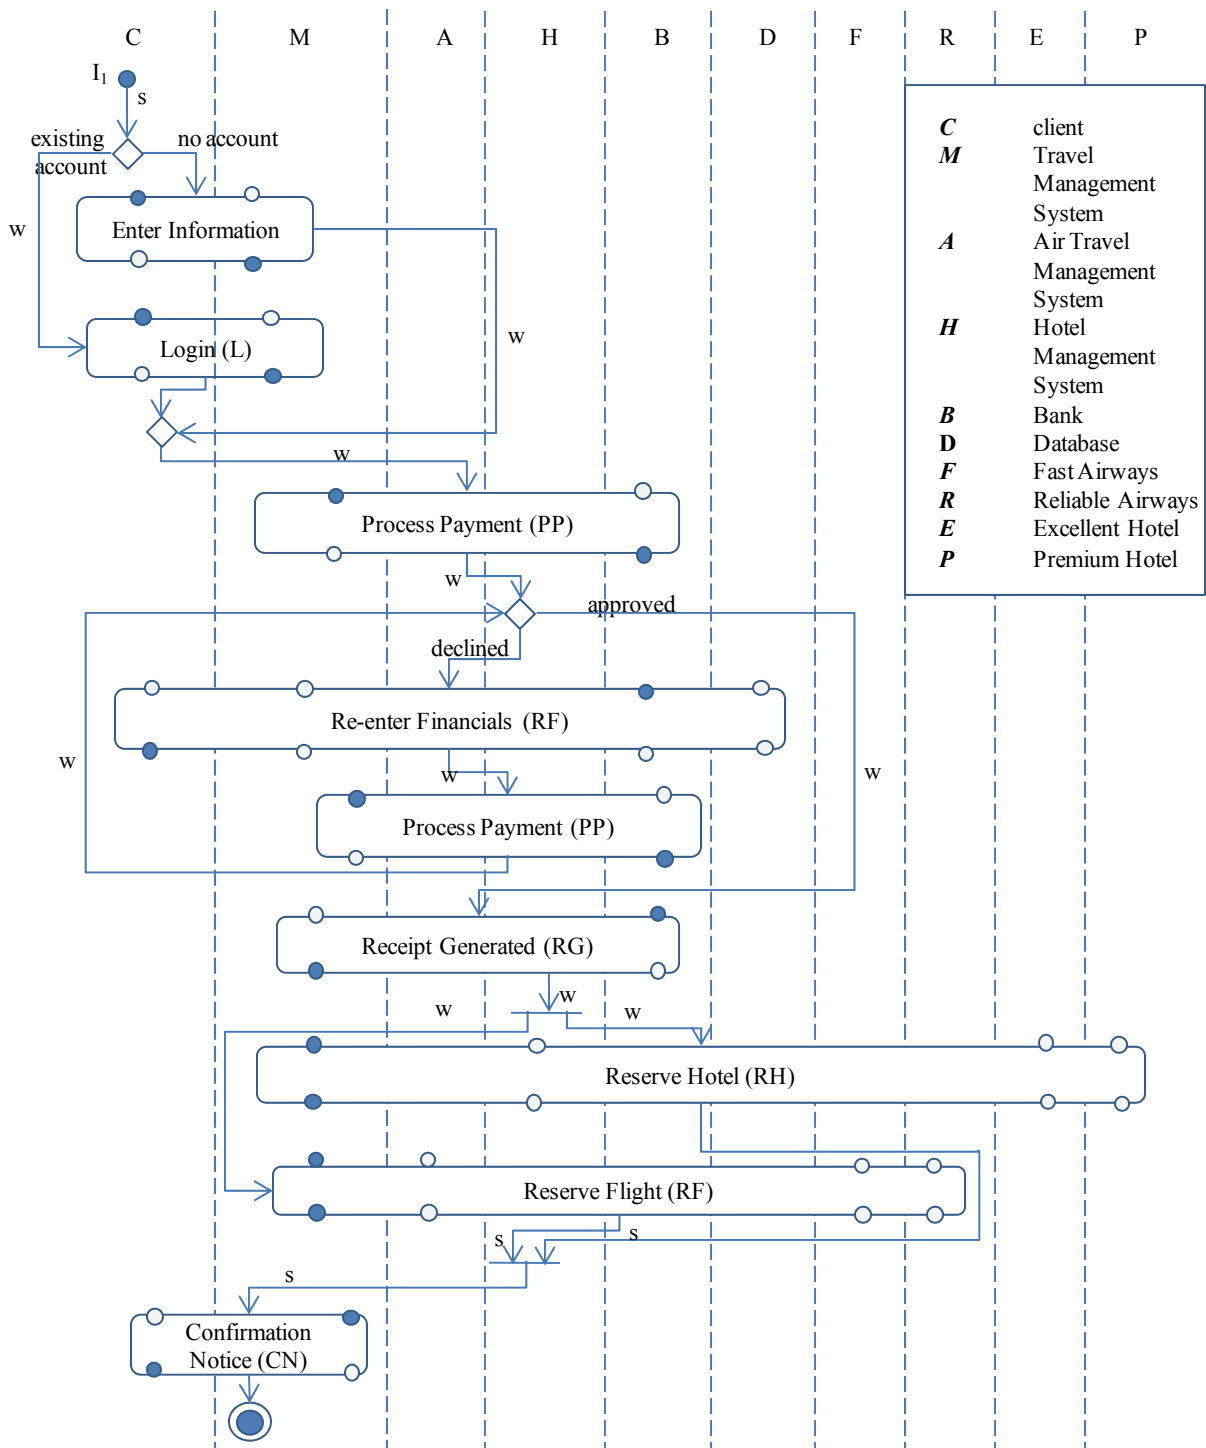 C M A H B D F R E P
I1
s
existing
account
no account
w
Enter Information
w
Login (L)
w
Process Payment (PP)
w
approved
declined
Re-enter Financials (RF)
w
w
w
Process Payment (PP)
Receipt Generated (RG)
w
w
w
Reserve Hotel (RH)
Reserve Flight (RF)
s
s
s
Confirmation
Notice (CN)
C client
M Travel
Management
System
A Air Travel
Management
System
H Hotel
Management
System
B Bank
D Database
F Fast Airways
R Reliable Airways
E Excellent Hotel
P Premium Hotel